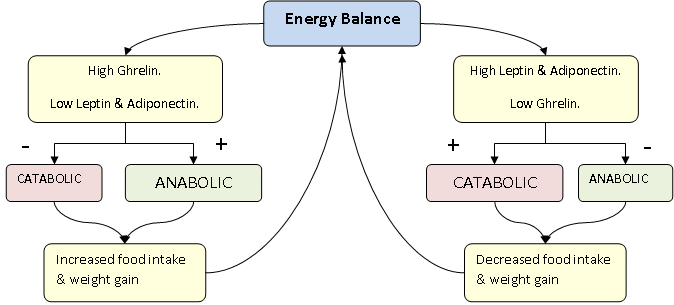 Energy Balance
High Ghrelin.
Low Leptin & Adiponectin.
High Leptin & Adiponectin.
Low Ghrelin.
- +
+ -
CATABOLIC
ANABOLIC
CATABOLIC
ANABOLIC
Increased food intake
& weight gain
Decreased food intake
& weight gain